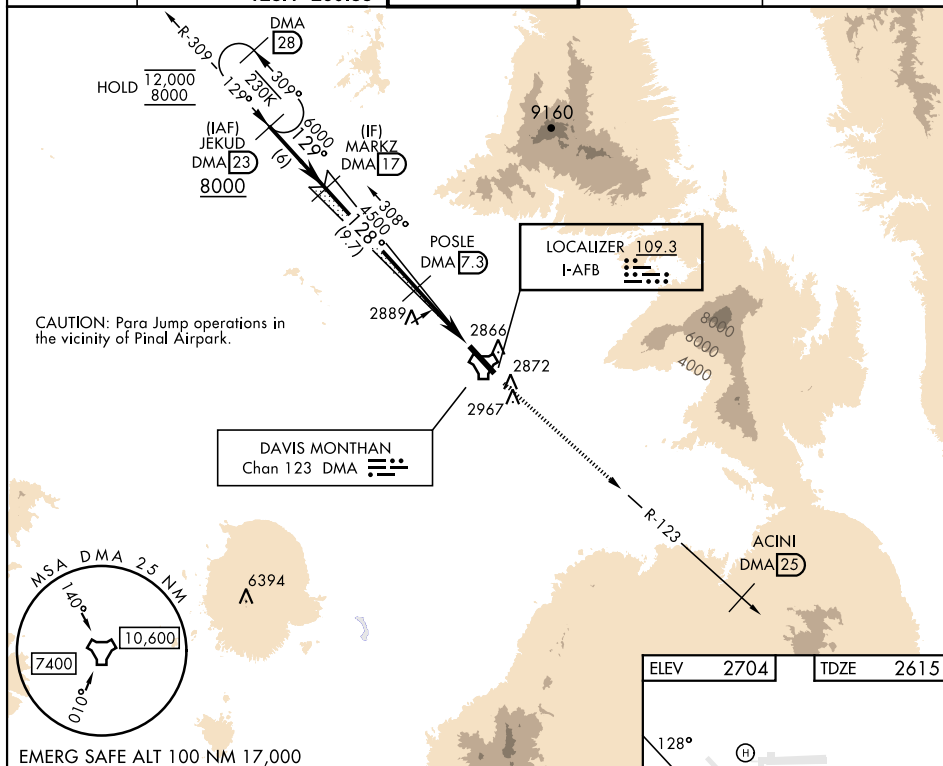 DMA
28
R-309
HOLD 12,000
8000
309°
230K
129°
(IAF)
JEKUD
DMA 23
8000
6000
129°
(6)
(IF)
MARKZ
DMA 17
308°
4500
128°
(9.7)
POSLE
DMA 7.3
9160
LOCALIZER 109.3
I-AFB
CAUTION: Para Jump operations in
the vicinity of Pinal Airpark.
2889
2866
2872
2967
8000
6000
4000
DAVIS MONTHAN
Chan 123 DMA
R-123
ACINI
DMA 25
MSA DMA 25 NM
140°
10,600
7400
010°
6394
EMERG SAFE ALT 100 NM 17,000
ELEV 2704
TDZE 2615
128°
H